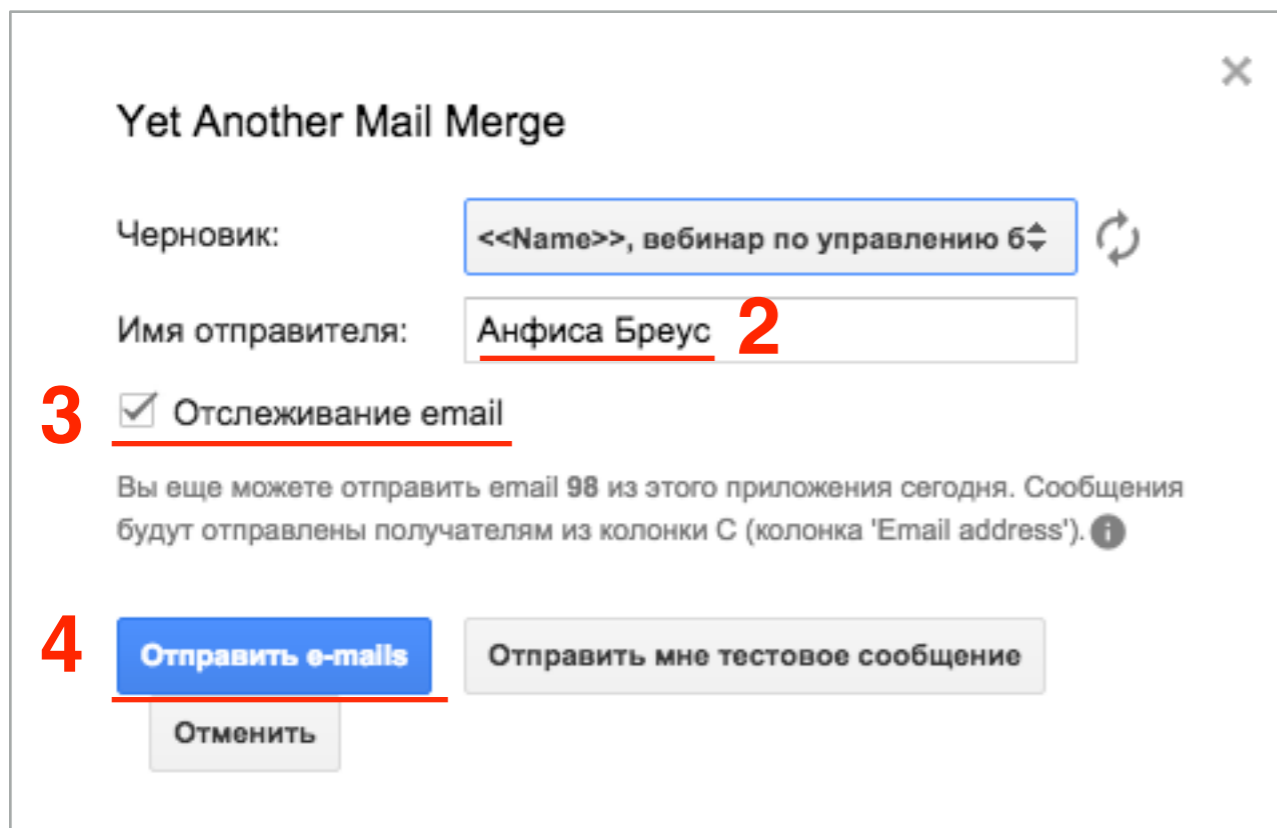 Yet Another Mail Merge
Черновик: <<Name>>, вебинар по управлению б
Имя отправителя: Анфиса Бреус 2
3 Отслеживание email
Вы еще можете отправить email 98 из этого приложения сегодня. Сообщения
будут отправлены получателям из колонки C (колонка 'Email address').
4 Отправить e-mails Отправить мне тестовое сообщение
Отменить